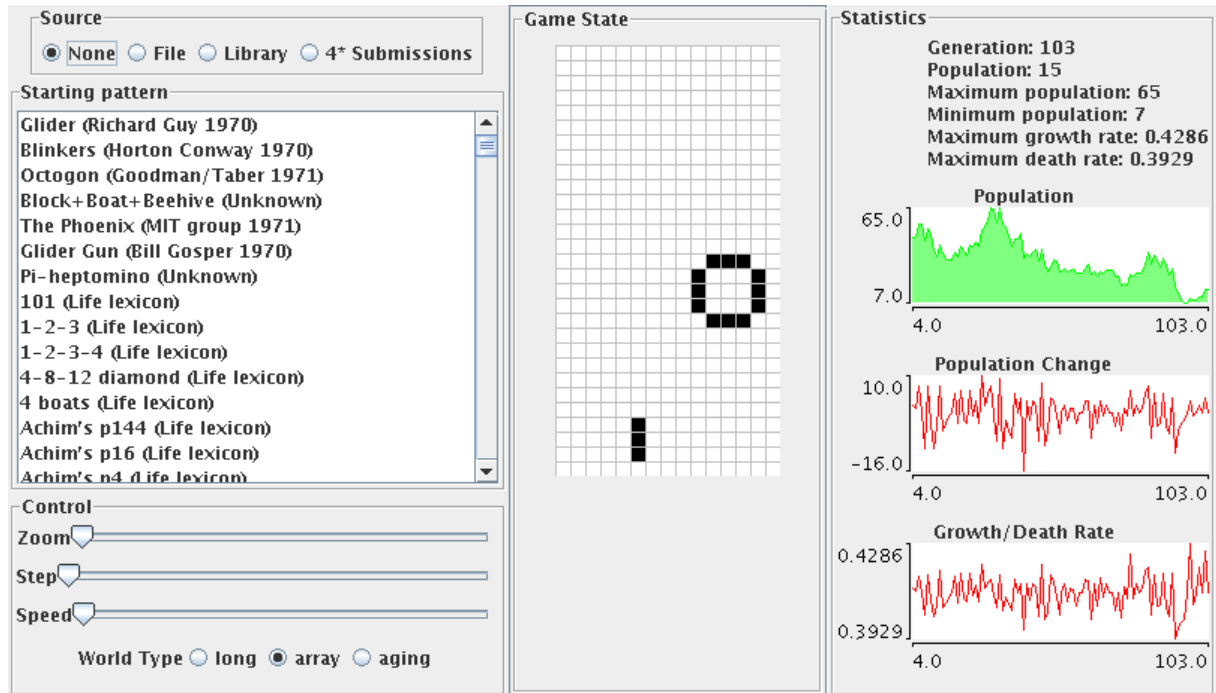 Source
None File Library 4* Submissions
Starting pattern
Glider (Richard Guy 1970)
Blinkers (Horton Conway 1970)
Octogon (Goodman/Taber 1971)
Block+Boat+Beehive (Unknown)
The Phoenix (MIT group 1971)
Glider Gun (Bill Gosper 1970)
Pi-heptomino (Unknown)
101 (Life lexicon)
1-2-3 (Life lexicon)
1-2-3-4 (Life lexicon)
4-8-12 diamond (Life lexicon)
4 boats (Life lexicon)
Achim's p144 (Life lexicon)
Achim's p16 (Life lexicon)
Achim's p4 (Life lexicon)
Control
Zoom
Step
Speed
World Type long array aging
Game State
Statistics
Generation: 103
Population: 15
Maximum population: 65
Minimum population: 7
Maximum growth rate: 0.4286
Maximum death rate: 0.3929
Population
65.0
7.0
4.0 103.0
Population Change
10.0
-16.0
4.0 103.0
Growth/Death Rate
0.4286
0.3929
4.0 103.0